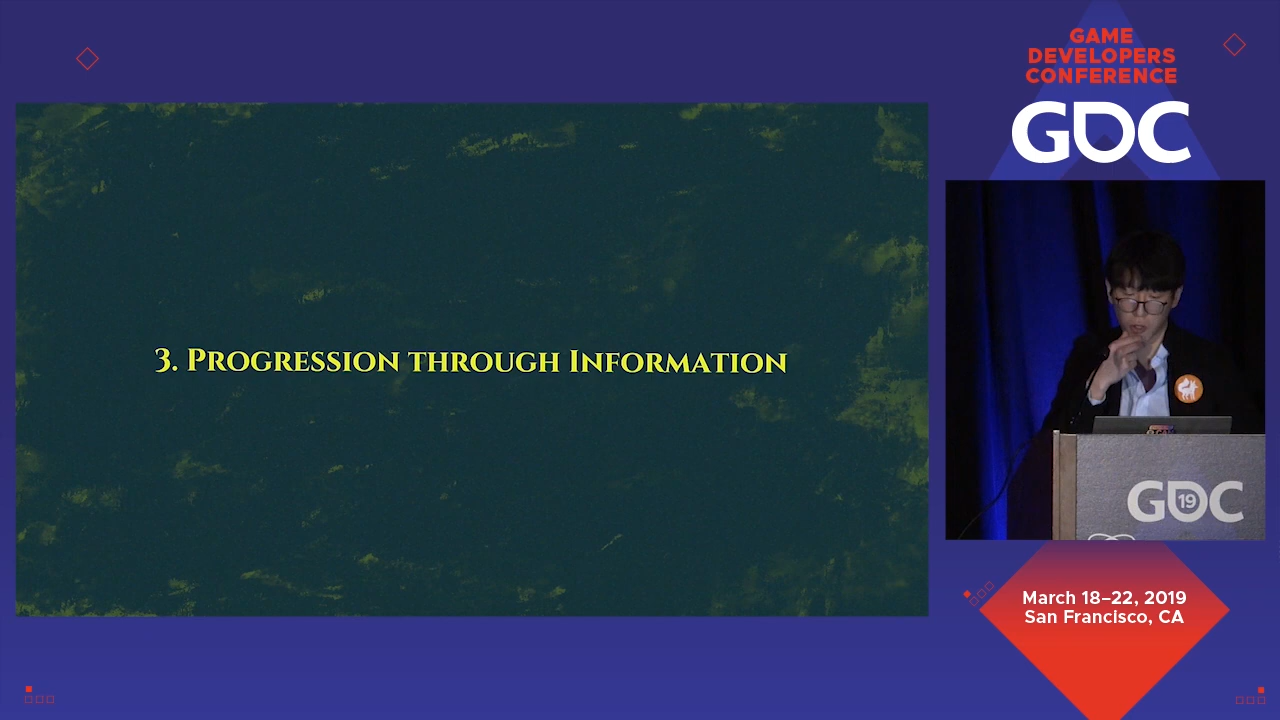 GAME
DEVELOPERS
CONFERENCE
GDC
3. Progression through Information
GDC
19
March 18–22, 2019
San Francisco, CA